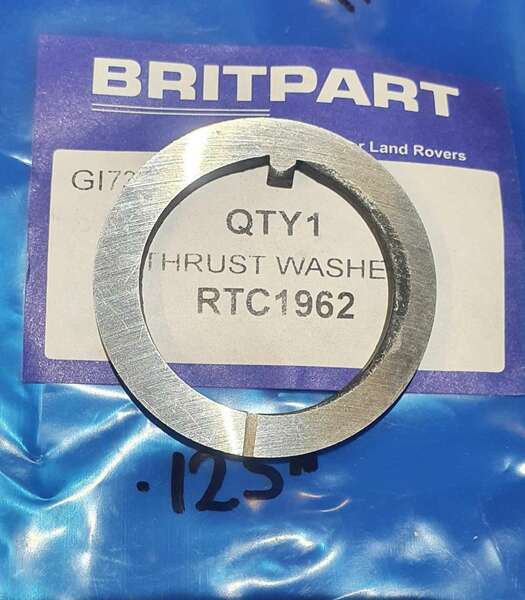 BRITPART
Land Rovers
QTY1
THRUST WASHE
RTC1962
.125"